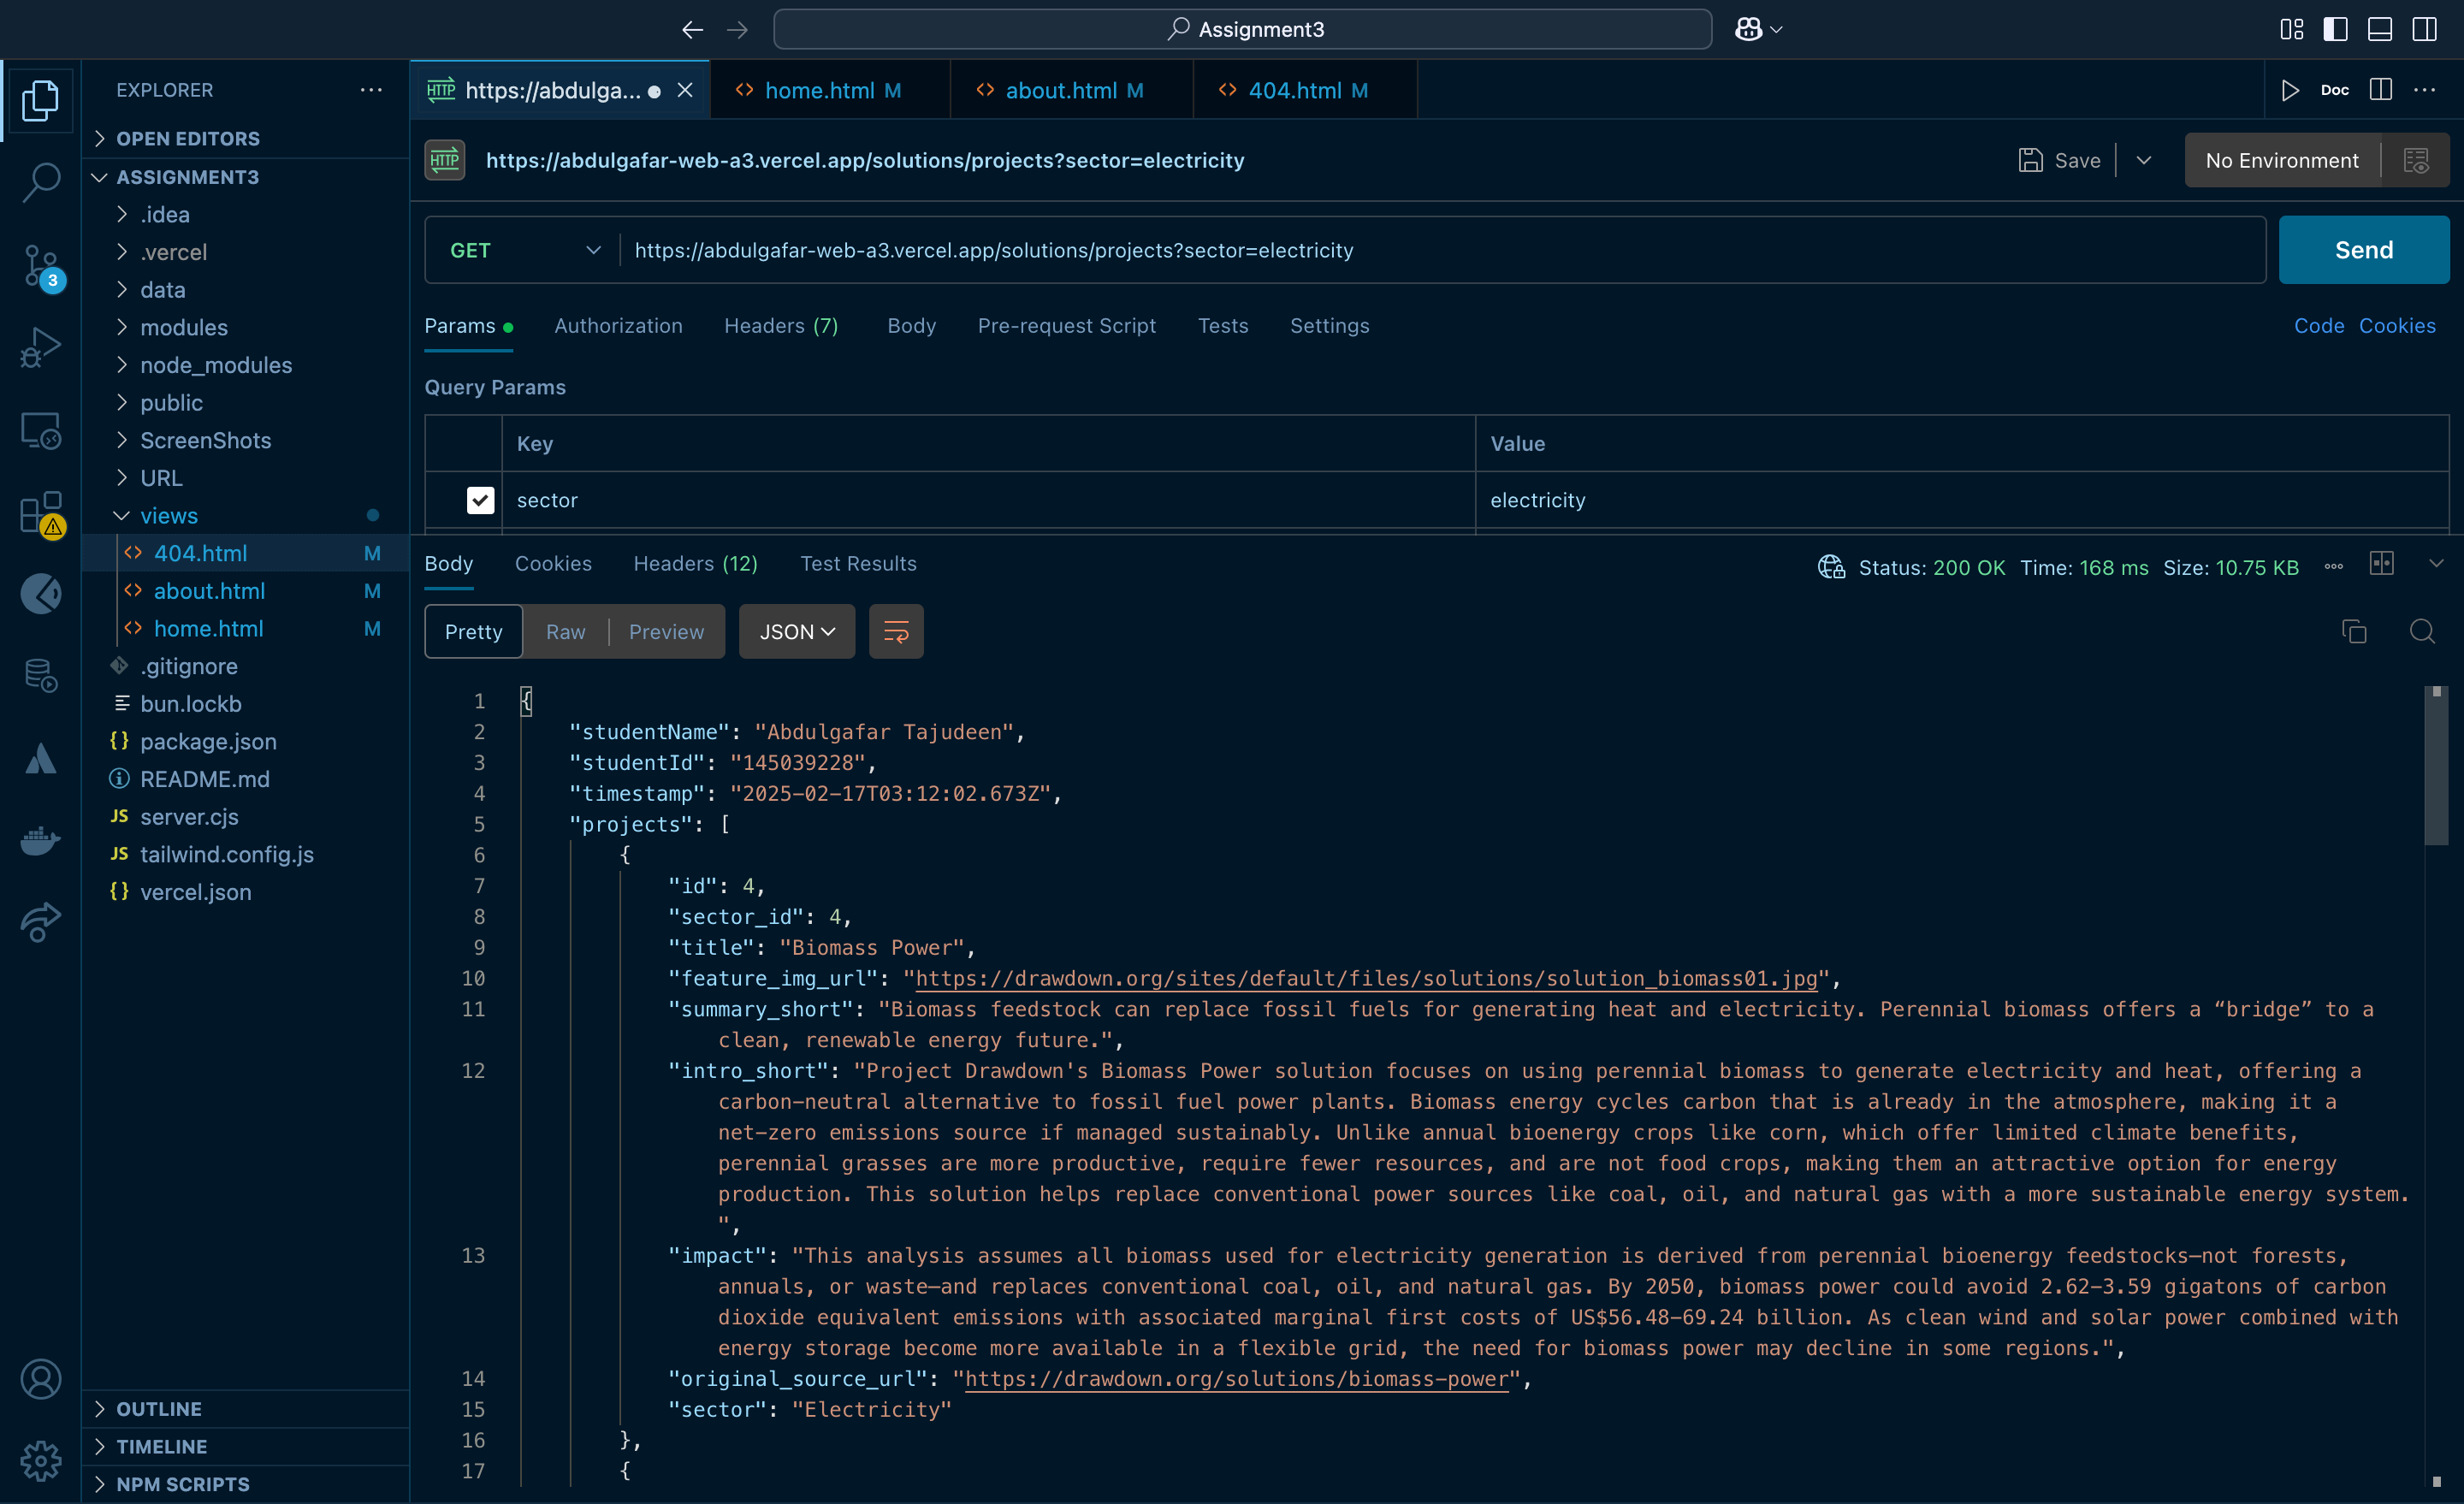 Assignment3
EXPLORER
OPEN EDITORS
ASSIGNMENT3
.idea
.vercel
data
modules
node_modules
public
ScreenShots
URL
views
404.html M
about.html M
home.html M
.gitignore
bun.lockb
{} package.json
README.md
JS server.cjs
JS tailwind.config.js
{} vercel.json
OUTLINE
TIMELINE
NPM SCRIPTS
3
HTTP https://abdulga... home.html M about.html M 404.html M Doc
HTTP https://abdulgafar-web-a3.vercel.app/solutions/projects?sector=electricity Save No Environment
GET https://abdulgafar-web-a3.vercel.app/solutions/projects?sector=electricity Send
Params Authorization Headers (7) Body Pre-request Script Tests Settings Code Cookies
Query Params
Key Value
sector electricity
Body Cookies Headers (12) Test Results Status: 200 OK Time: 168 ms Size: 10.75 KB
Pretty Raw Preview JSON
1 {
2 "studentName": "Abdulgafar Tajudeen",
3 "studentId": "145039228",
4 "timestamp": "2025-02-17T03:12:02.673Z",
5 "projects": [
6 {
7 "id": 4,
8 "sector_id": 4,
9 "title": "Biomass Power",
10 "feature_img_url": "https://drawdown.org/sites/default/files/solutions/solution_biomass01.jpg",
11 "summary_short": "Biomass feedstock can replace fossil fuels for generating heat and electricity. Perennial biomass offers a “bridge” to a
clean, renewable energy future.",
12 "intro_short": "Project Drawdown's Biomass Power solution focuses on using perennial biomass to generate electricity and heat, offering a
carbon-neutral alternative to fossil fuel power plants. Biomass energy cycles carbon that is already in the atmosphere, making it a
net-zero emissions source if managed sustainably. Unlike annual bioenergy crops like corn, which offer limited climate benefits,
perennial grasses are more productive, require fewer resources, and are not food crops, making them an attractive option for energy
production. This solution helps replace conventional power sources like coal, oil, and natural gas with a more sustainable energy system.
",
13 "impact": "This analysis assumes all biomass used for electricity generation is derived from perennial bioenergy feedstocks—not forests,
annuals, or waste—and replaces conventional coal, oil, and natural gas. By 2050, biomass power could avoid 2.62–3.59 gigatons of carbon
dioxide equivalent emissions with associated marginal first costs of US$56.48–69.24 billion. As clean wind and solar power combined with
energy storage become more available in a flexible grid, the need for biomass power may decline in some regions.",
14 "original_source_url": "https://drawdown.org/solutions/biomass-power",
15 "sector": "Electricity"
16 },
17 {